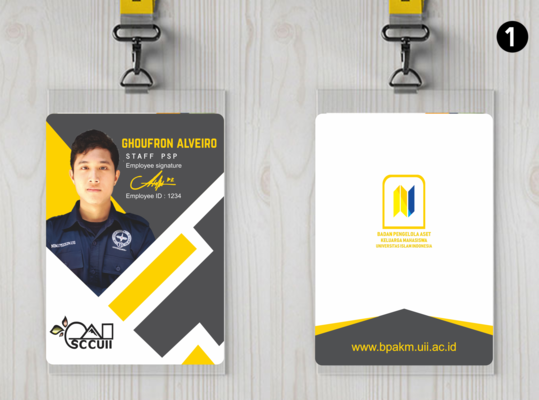 1
GHOUFRON ALVEIRO
STAFF PSP
Employee signature
Employee ID : 1234
SCCUII
BADAN PENGELOLA ASET
KELUARGA MAHASISWA
UNIVERSITAS ISLAM INDONESIA
www.bpakm.uii.ac.id